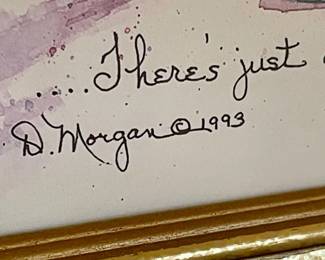 ....There's just
D. Morgan © 1993